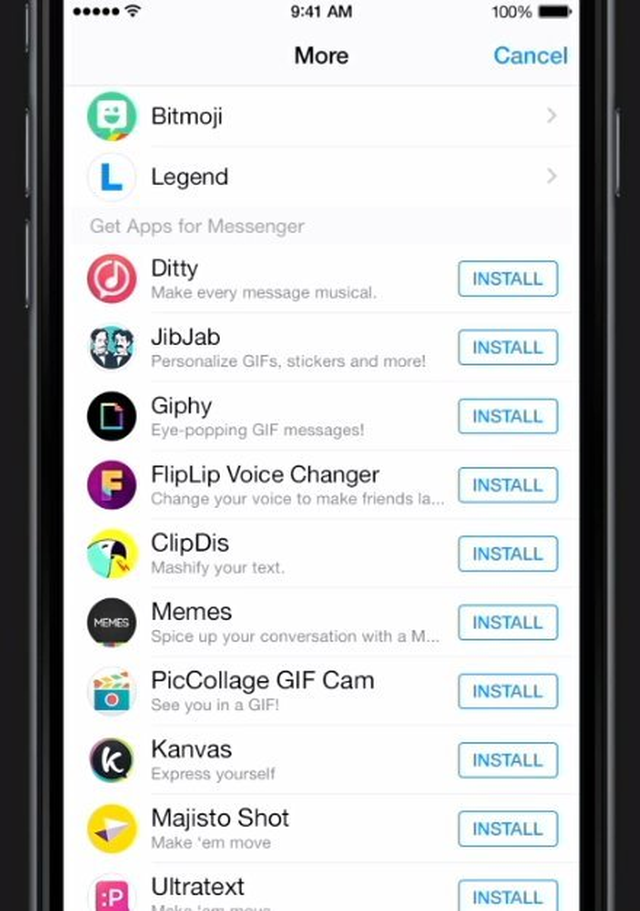 9:41 AM 100%
More Cancel
Bitmoji
L Legend
Get Apps for Messenger
Ditty
Make every message musical.
INSTALL
JibJab
Personalize GIFs, stickers and more!
INSTALL
Giphy
Eye-popping GIF messages!
INSTALL
F FlipLip Voice Changer
Change your voice to make friends la...
INSTALL
ClipDis
Mashify your text.
INSTALL
MEMES Memes
Spice up your conversation with a M...
INSTALL
PicCollage GIF Cam
See you in a GIF!
INSTALL
k Kanvas
Express yourself
INSTALL
Majisto Shot
Make 'em move
INSTALL
:P Ultratext
Make 'em move
INSTALL